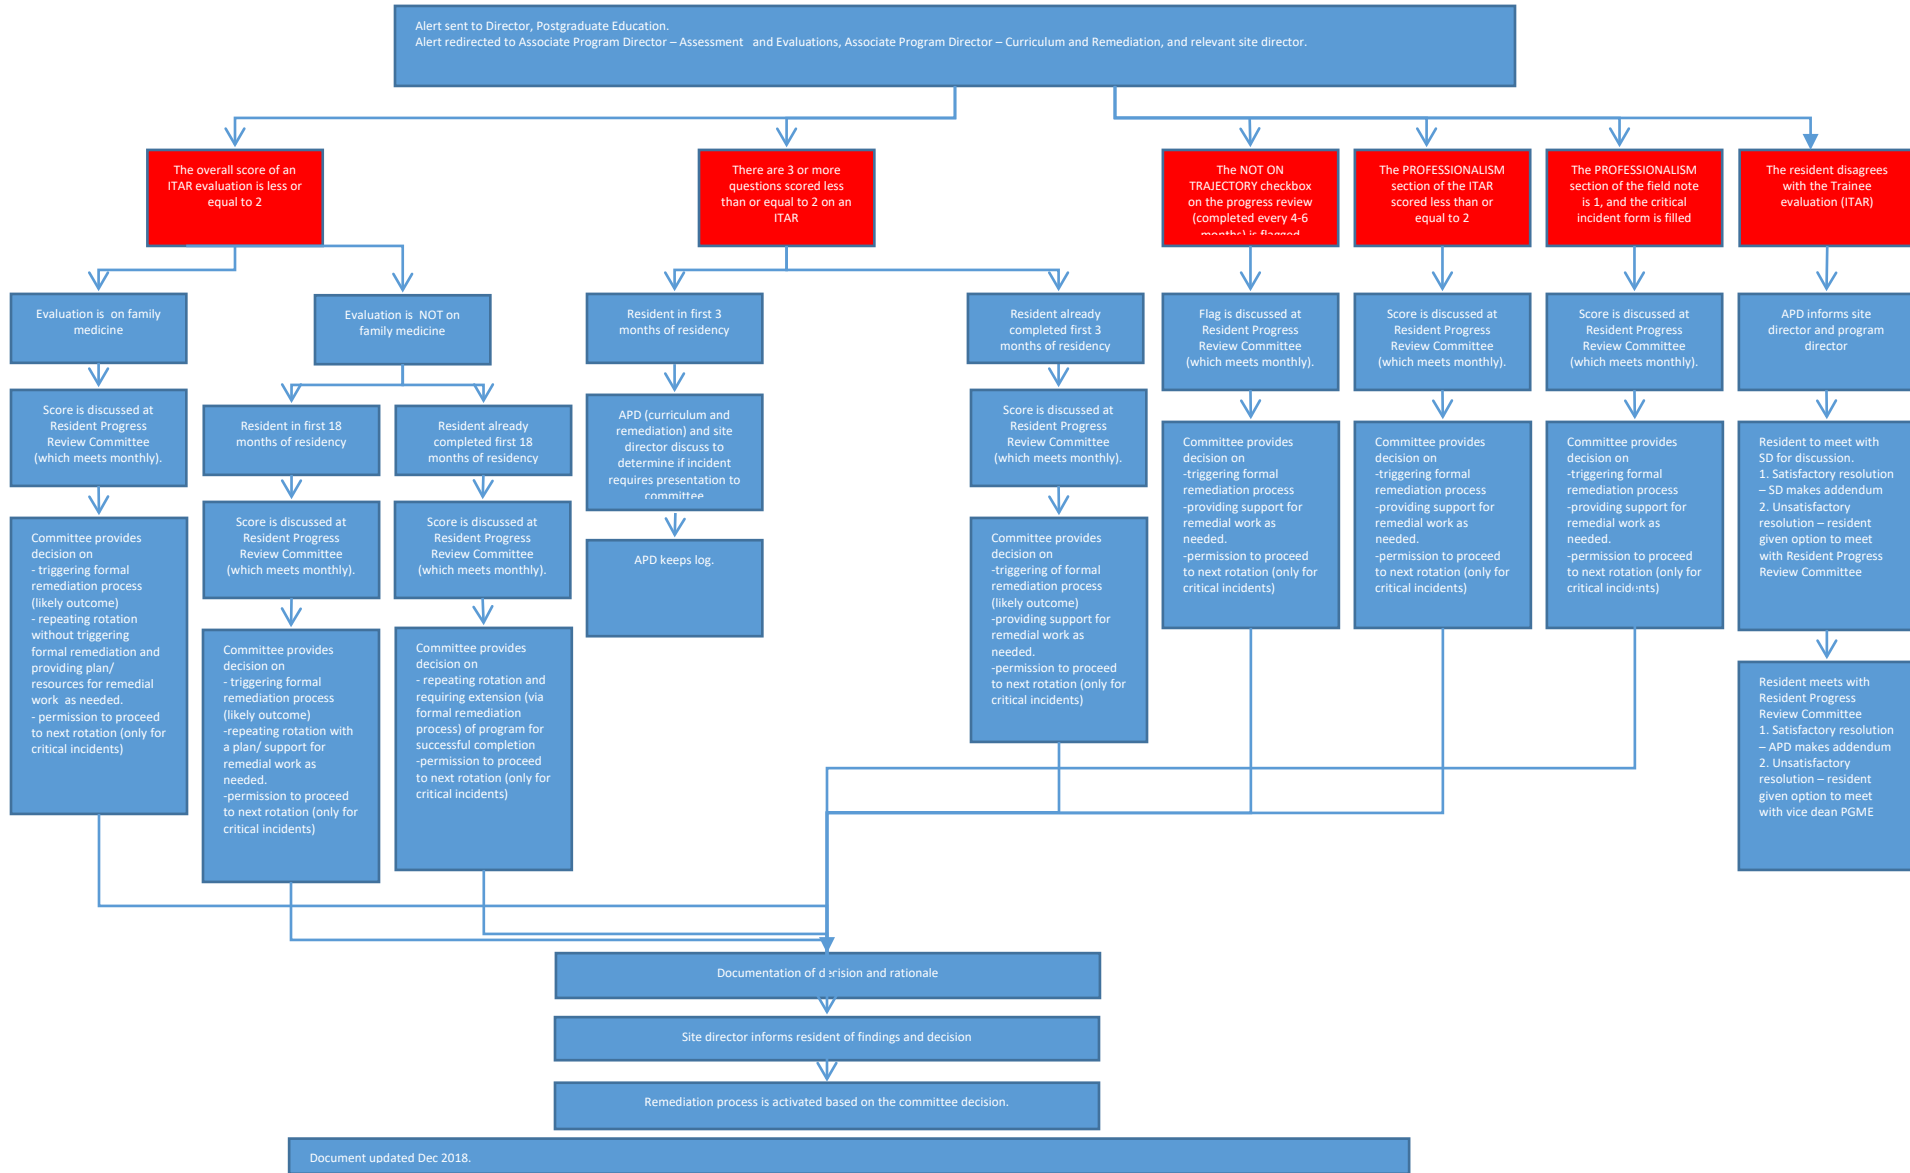 Alert sent to Director, Postgraduate Education.
Alert redirected to Associate Program Director – Assessment and Evaluations, Associate Program Director – Curriculum and Remediation, and relevant site director.
The overall score of an
ITAR evaluation is less or
equal to 2
There are 3 or more
questions scored less
than or equal to 2 on an
ITAR
The NOT ON
TRAJECTORY checkbox
on the progress review
(completed every 4-6
months) is flagged
The PROFESSIONALISM
section of the ITAR
scored less than or
equal to 2
The PROFESSIONALISM
section of the field note
is 1, and the critical
incident form is filled
The resident disagrees
with the Trainee
evaluation (ITAR)
Evaluation is on family
medicine
Evaluation is NOT on
family medicine
Resident in first 3
months of residency
Resident already
completed first 3
months of residency
Flag is discussed at
Resident Progress
Review Committee
(which meets monthly).
Score is discussed at
Resident Progress
Review Committee
(which meets monthly).
Score is discussed at
Resident Progress
Review Committee
(which meets monthly).
APD informs site
director and program
director
Score is discussed at
Resident Progress
Review Committee
(which meets monthly).
Resident in first 18
months of residency
Resident already
completed first 18
months of residency
APD (curriculum and
remediation) and site
director discuss to
determine if incident
requires presentation to
committee
Score is discussed at
Resident Progress
Review Committee
(which meets monthly).
Committee provides
decision on
-triggering formal
remediation process
-providing support for
remedial work as
needed.
-permission to proceed
to next rotation (only for
critical incidents)
Committee provides
decision on
-triggering formal
remediation process
-providing support for
remedial work as
needed.
-permission to proceed
to next rotation (only for
critical incidents)
Committee provides
decision on
-triggering formal
remediation process
-providing support for
remedial work as
needed.
-permission to proceed
to next rotation (only for
critical incidents)
Resident to meet with
SD for discussion.
1. Satisfactory resolution
– SD makes addendum
2. Unsatisfactory
resolution – resident
given option to meet
with Resident Progress
Review Committee
Committee provides
decision on
- triggering formal
remediation process
(likely outcome)
- repeating rotation
without triggering
formal remediation and
providing plan/
resources for remedial
work as needed.
- permission to proceed
to next rotation (only for
critical incidents)
Score is discussed at
Resident Progress
Review Committee
(which meets monthly).
Score is discussed at
Resident Progress
Review Committee
(which meets monthly).
APD keeps log.
Committee provides
decision on
-triggering of formal
remediation process
(likely outcome)
-providing support for
remedial work as
needed.
-permission to proceed
to next rotation (only for
critical incidents)
Committee provides
decision on
- triggering formal
remediation process
(likely outcome)
-repeating rotation with
a plan/ support for
remedial work as
needed.
-permission to proceed
to next rotation (only for
critical incidents)
Committee provides
decision on
- repeating rotation and
requiring extension (via
formal remediation
process) of program for
successful completion
-permission to proceed
to next rotation (only for
critical incidents)
Resident meets with
Resident Progress
Review Committee
1. Satisfactory resolution
– APD makes addendum
2. Unsatisfactory
resolution – resident
given option to meet
with vice dean PGME
Documentation of decision and rationale
Site director informs resident of findings and decision
Remediation process is activated based on the committee decision.
Document updated Dec 2018.